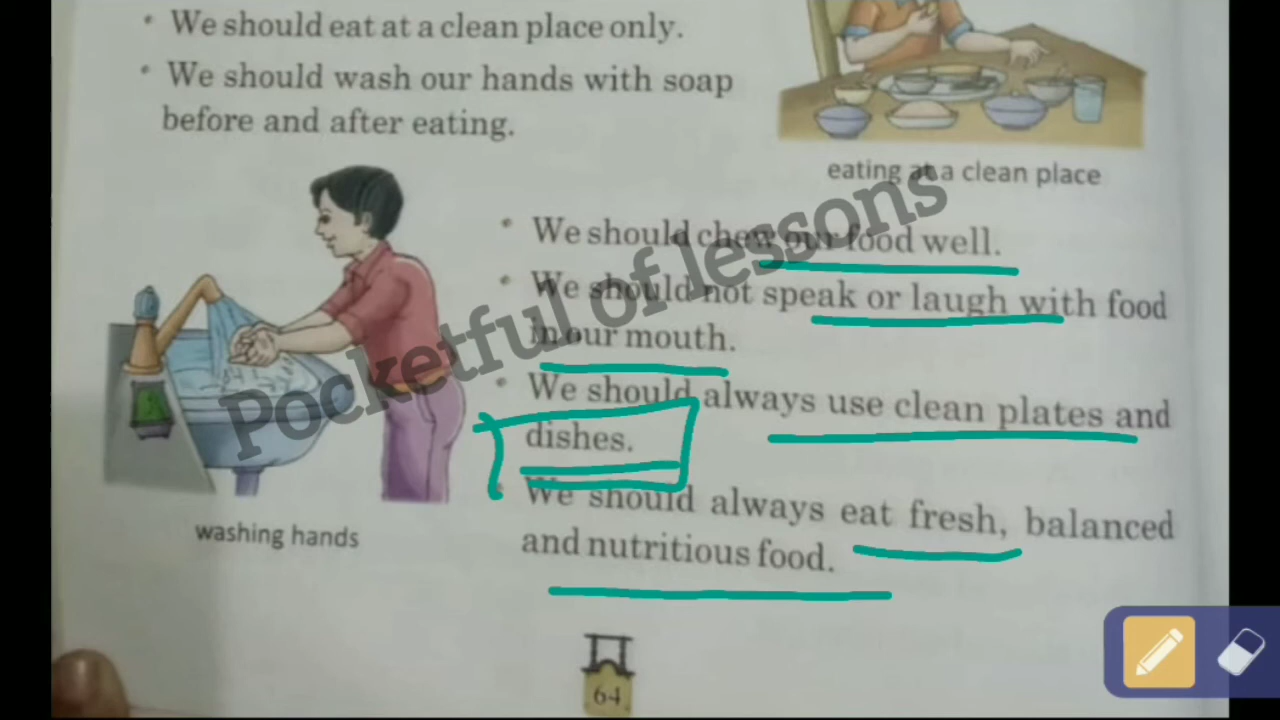 • We should eat at a clean place only.
• We should wash our hands with soap
before and after eating.
eating at a clean place
• We should chew our food well.
• We should not speak or laugh with food
in our mouth.
• We should always use clean plates and
dishes.
• We should always eat fresh, balanced
and nutritious food.
washing hands
64
Pocketful of lessons